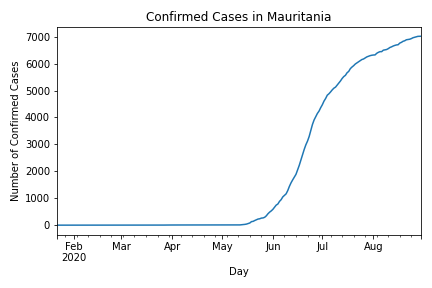 Confirmed Cases in Mauritania
Number of Confirmed Cases
7000
6000
5000
4000
3000
2000
1000
0
Feb Mar Apr May Jun Jul Aug
2020
Day